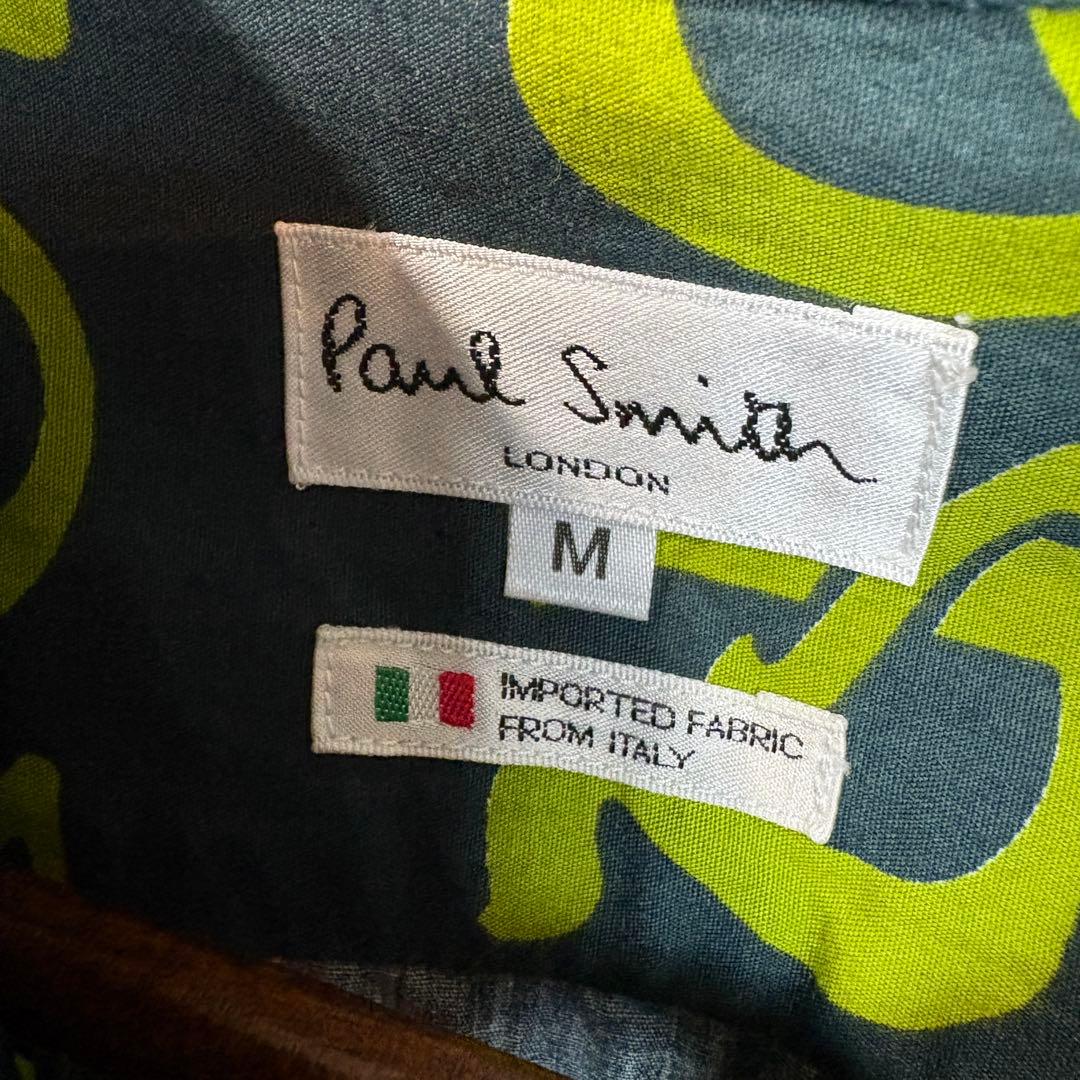 Paul Smith
LONDON
M
IMPORTED FABRIC
FROM ITALY